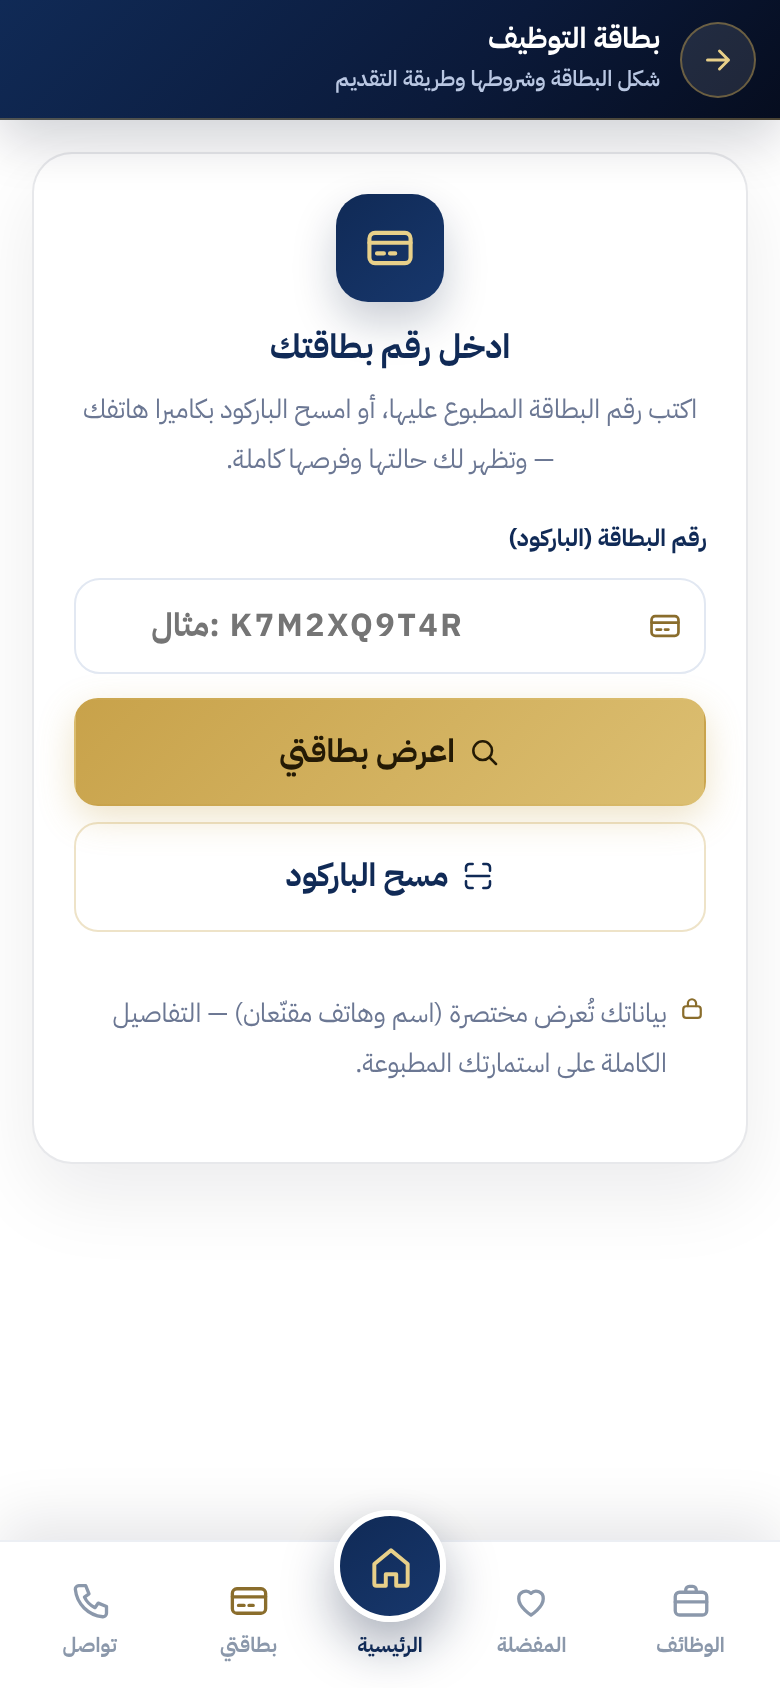 بطاقة التوظيف
شكل البطاقة وشروطها وطريقة التقديم
ادخل رقم بطاقتك
اكتب رقم البطاقة المطبوع عليها، أو امسح الباركود بكاميرا هاتفك
— وتظهر لك حالتها وفرصها كاملة.
رقم البطاقة (الباركود)
مثال: K7M2XQ9T4R
اعرض بطاقتي
مسح الباركود
بياناتك تُعرض مختصرة (اسم وهاتف مقنّعان) — التفاصيل
الكاملة على استمارتك المطبوعة.
الوظائف
المفضلة
الرئيسية
بطاقتي
تواصل